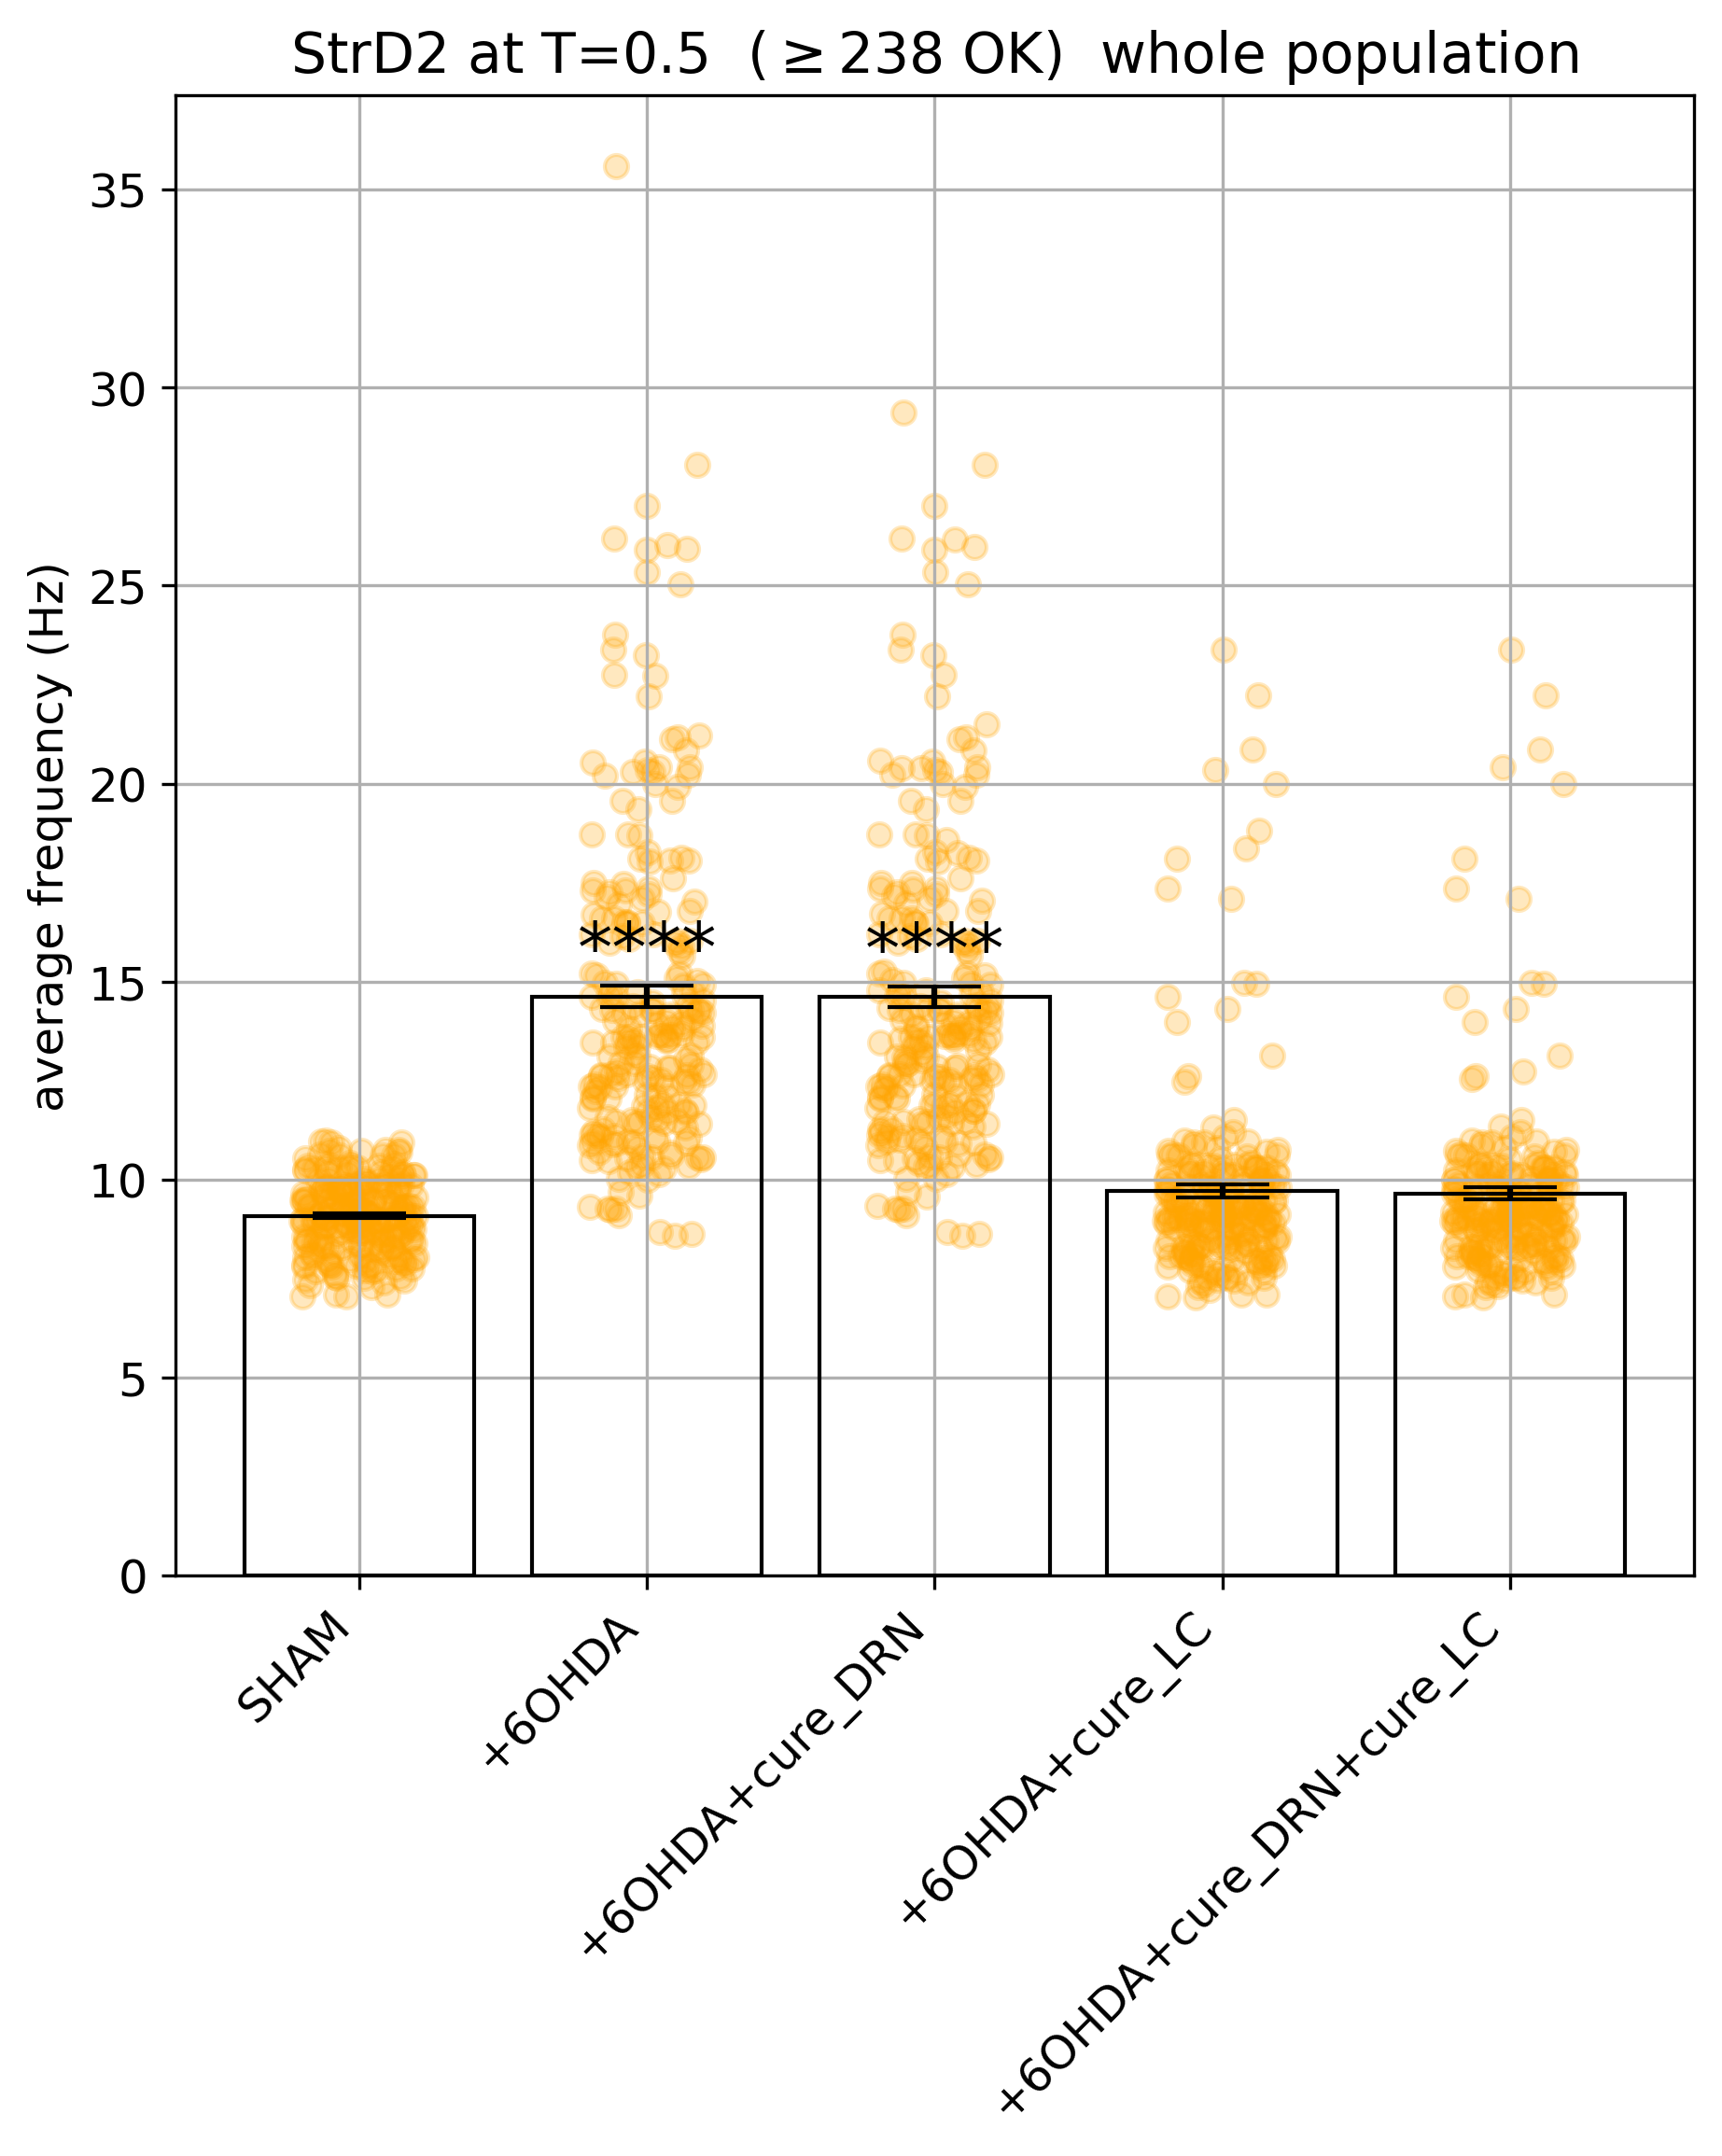 StrD2 at T=0.5 (≥238 OK) whole population
average frequency (Hz)
35
30
25
20
15
10
5
0
****
****
SHAM
+6OHDA
+6OHDA+cure_DRN
+6OHDA+cure_LC
+6OHDA+cure_DRN+cure_LC